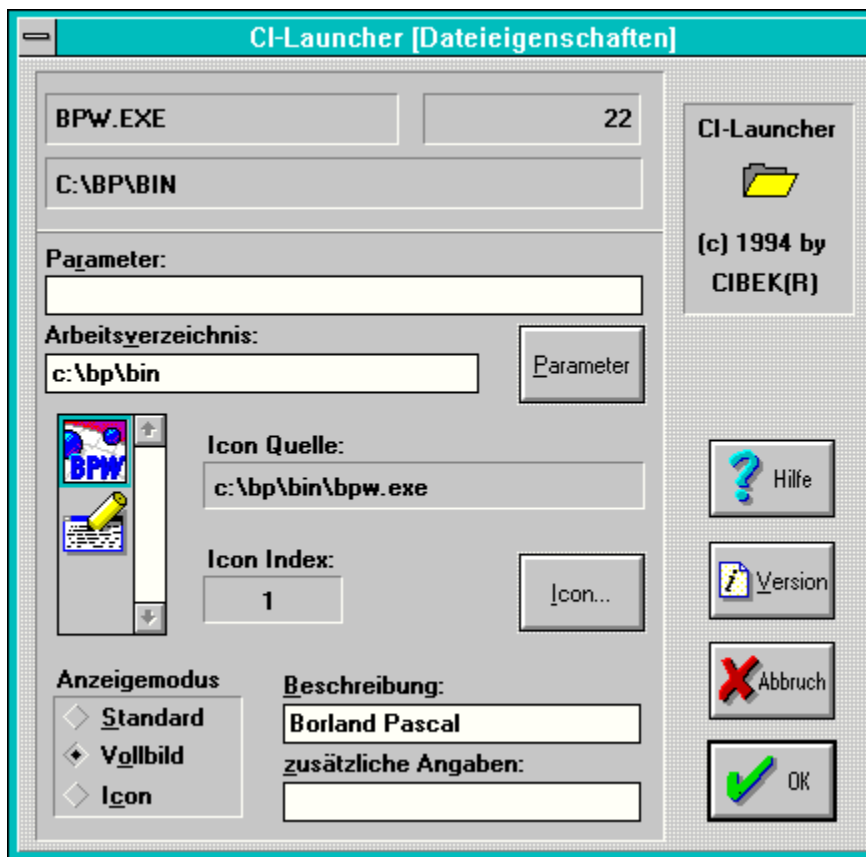 CI-Launcher [Dateieigenschaften]
BPW.EXE
22
C:\BP\BIN
CI-Launcher
(c) 1994 by
CIBEK(R)
Parameter:
Arbeitsverzeichnis:
c:\bp\bin
Parameter
BPW
Icon Quelle:
c:\bp\bin\bpw.exe
Icon Index:
1
Icon...
Hilfe
Version
Abbruch
OK
Anzeigemodus
Standard
Vollbild
Icon
Beschreibung:
Borland Pascal
zusätzliche Angaben: